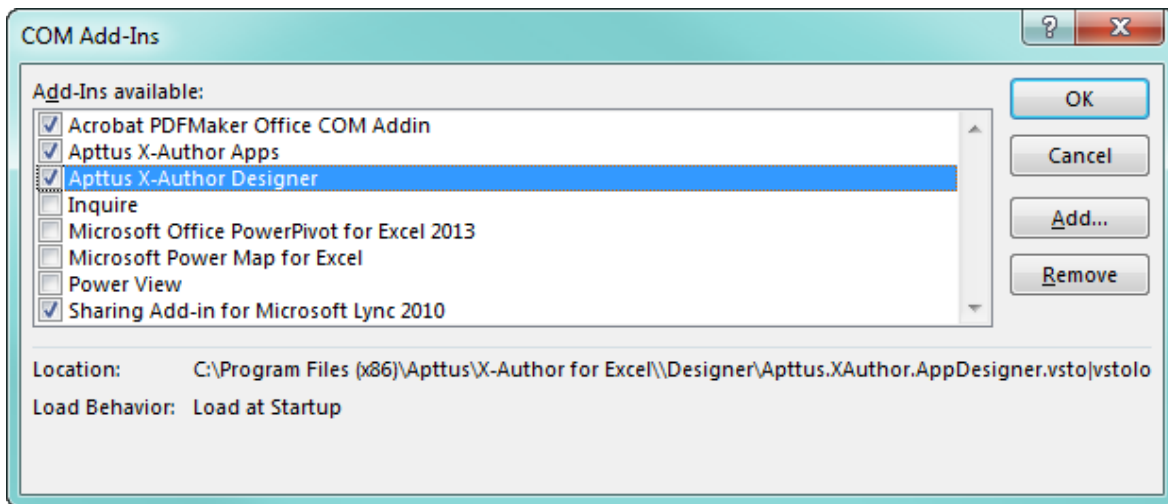 COM Add-Ins
?
X
Add-Ins available:
Acrobat PDFMaker Office COM Addin
Apttus X-Author Apps
Apttus X-Author Designer
Inquire
Microsoft Office PowerPivot for Excel 2013
Microsoft Power Map for Excel
Power View
Sharing Add-in for Microsoft Lync 2010
OK
Cancel
Add...
Remove
Location: C:\Program Files (x86)\Apttus\X-Author for Excel\\Designer\Apttus.XAuthor.AppDesigner.vsto|vstolo
Load Behavior: Load at Startup